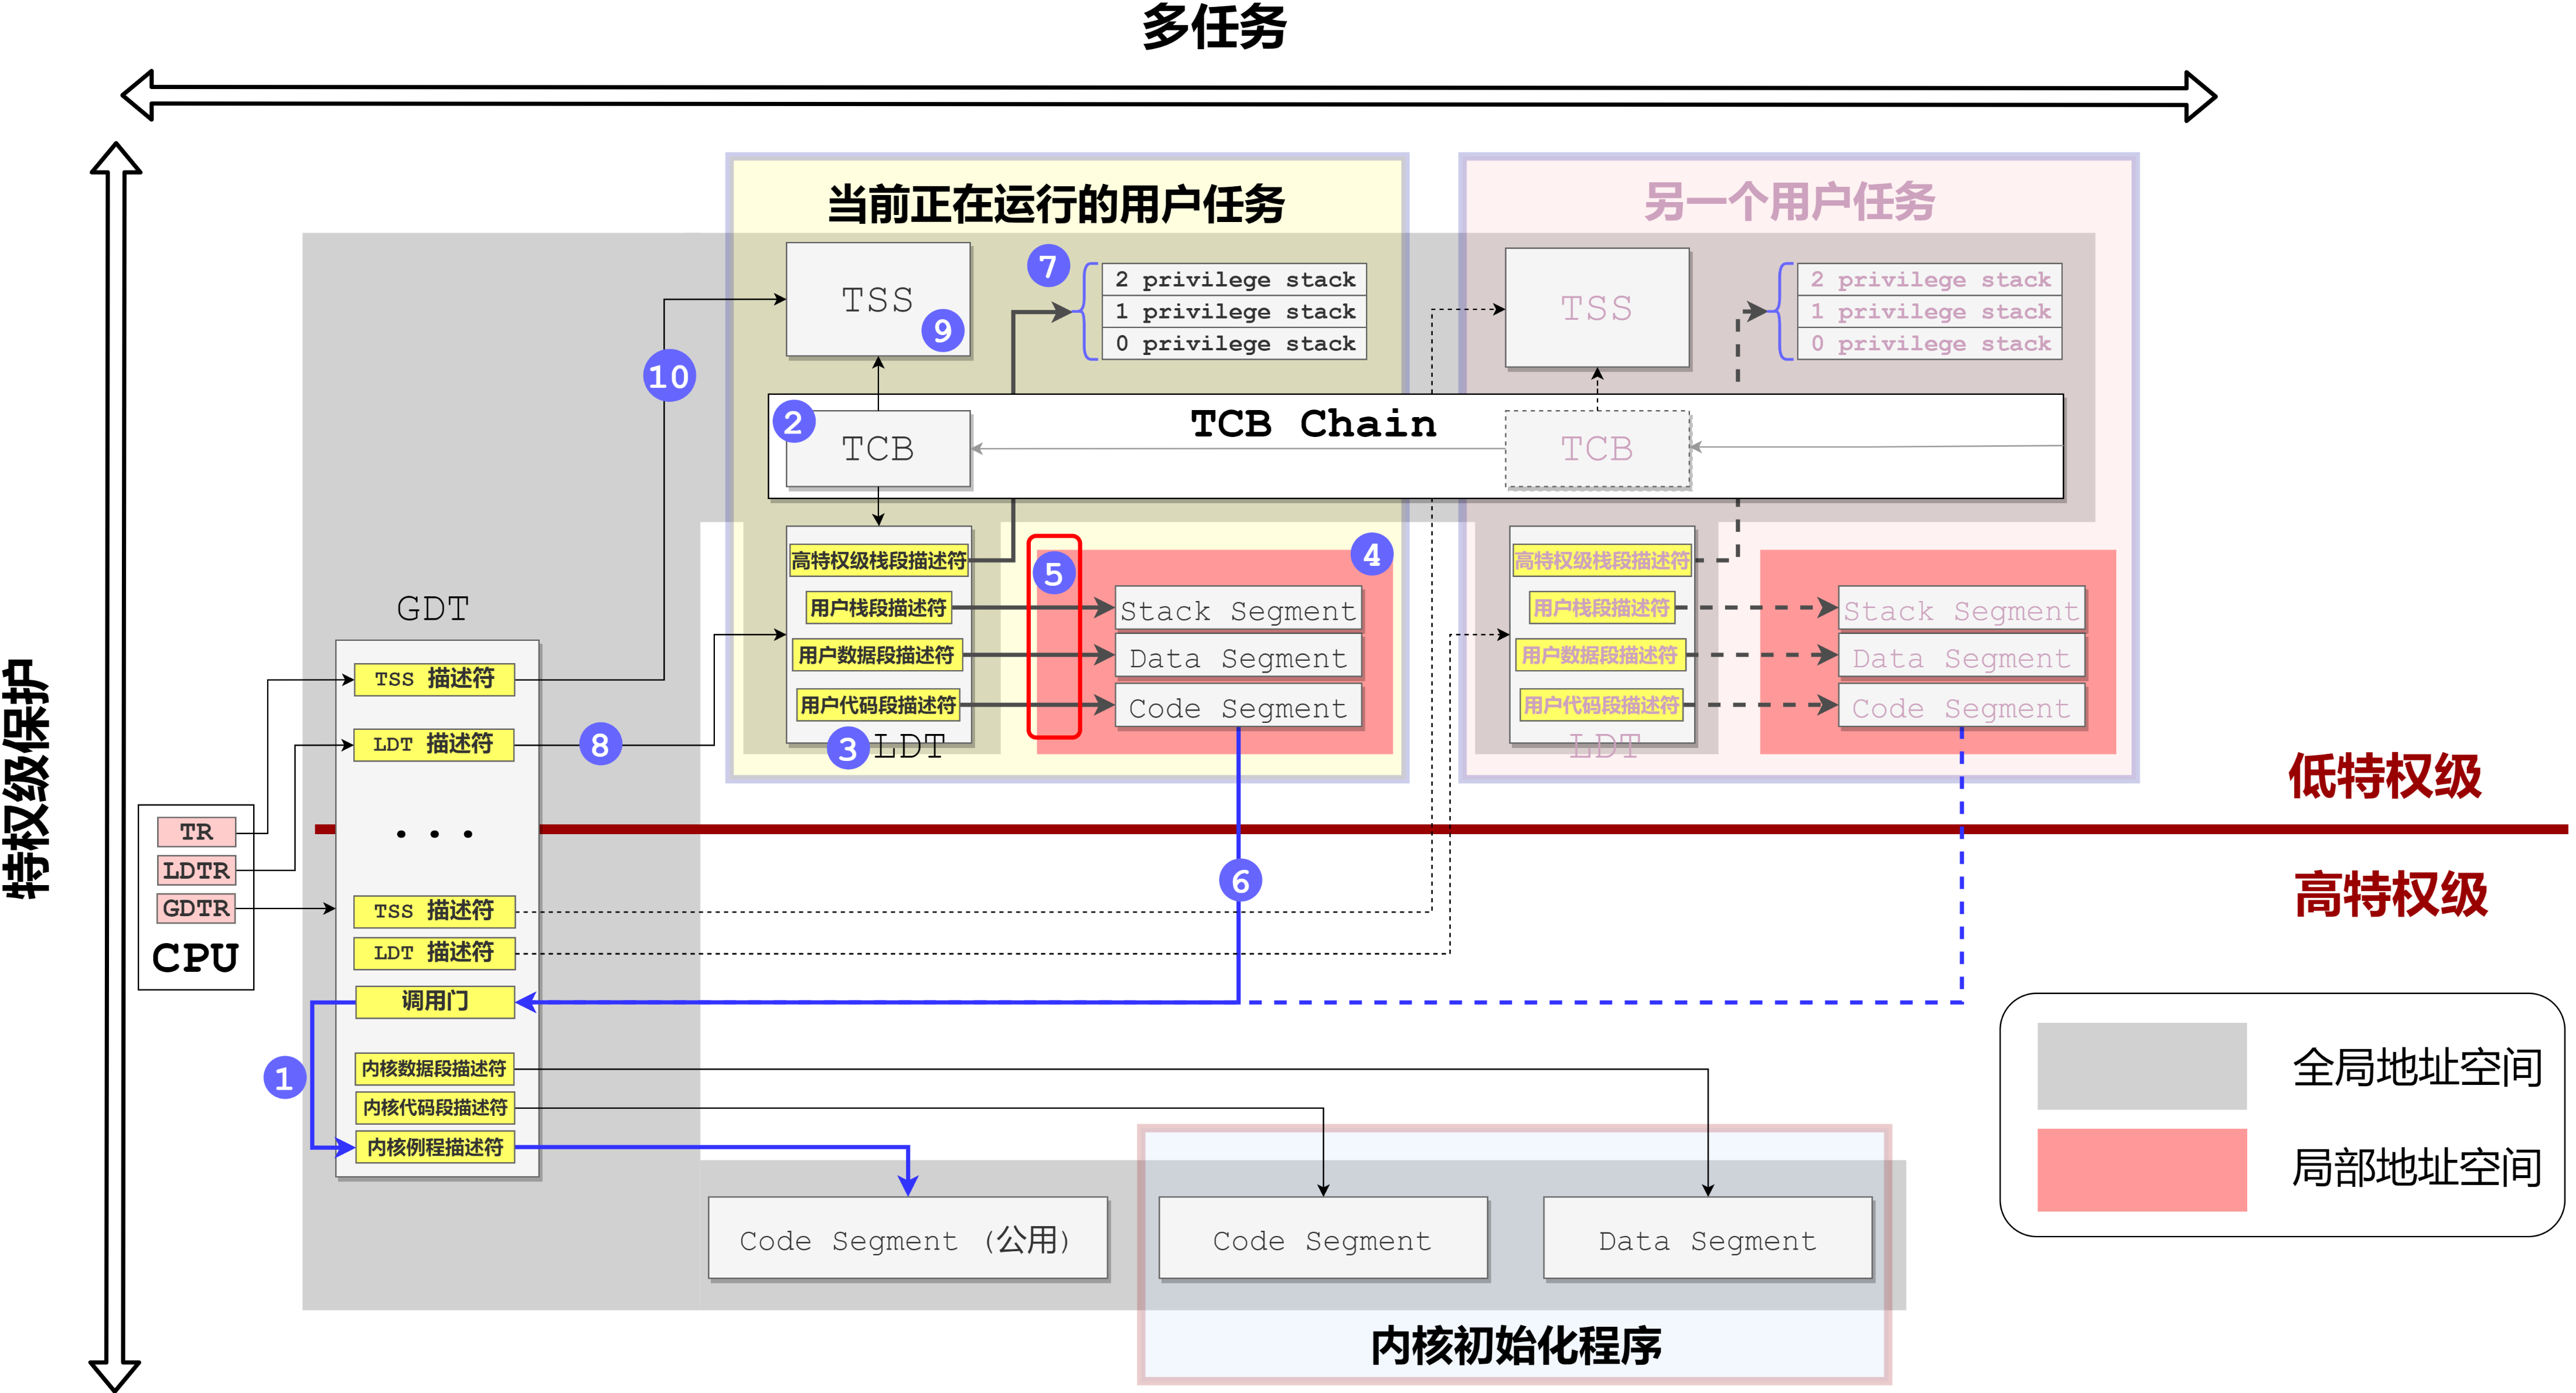 多任务
特权级保护
当前正在运行的用户任务
TSS
9
7
2 privilege stack
1 privilege stack
0 privilege stack
10
2
TCB
TCB Chain
高特权级栈段描述符
用户栈段描述符
用户数据段描述符
用户代码段描述符
3
LDT
5
4
Stack Segment
Data Segment
Code Segment
另一个用户任务
TSS
2 privilege stack
1 privilege stack
0 privilege stack
TCB
高特权级栈段描述符
用户栈段描述符
用户数据段描述符
用户代码段描述符
LDT
Stack Segment
Data Segment
Code Segment
GDT
TSS 描述符
LDT 描述符
8
...
TSS 描述符
LDT 描述符
调用门
内核数据段描述符
内核代码段描述符
内核例程描述符
TR
LDTR
GDTR
CPU
1
6
低特权级
高特权级
Code Segment (公用)
Code Segment
Data Segment
内核初始化程序
全局地址空间
局部地址空间